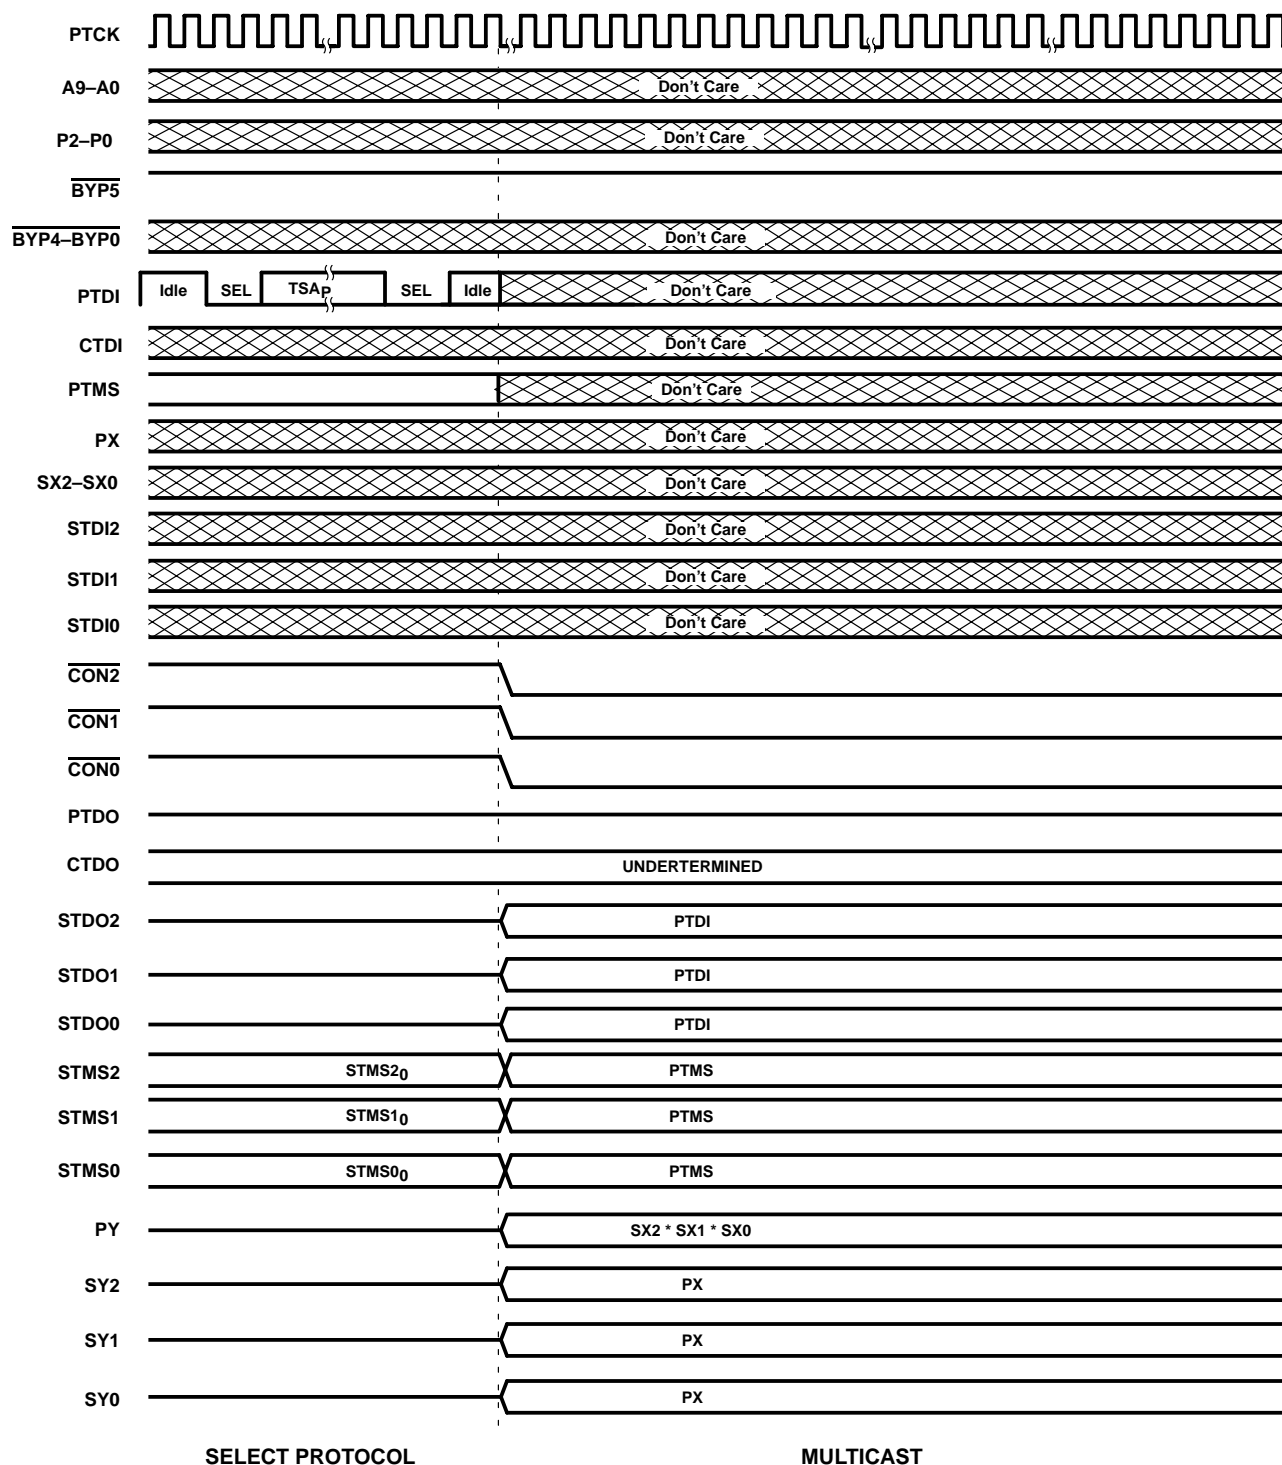 PTCK
A9–A0 Don't Care
P2–P0 Don't Care
BYP5
BYP4–BYP0 Don't Care
PTDI Idle SEL TSAP SEL Idle Don't Care
CTDI Don't Care
PTMS Don't Care
PX Don't Care
SX2–SX0 Don't Care
STDI2 Don't Care
STDI1 Don't Care
STDI0 Don't Care
CON2
CON1
CON0
PTDO
CTDO UNDERTERMINED
STDO2 PTDI
STDO1 PTDI
STDO0 PTDI
STMS2 STMS20 PTMS
STMS1 STMS10 PTMS
STMS0 STMS00 PTMS
PY SX2 * SX1 * SX0
SY2 PX
SY1 PX
SY0 PX
SELECT PROTOCOL MULTICAST